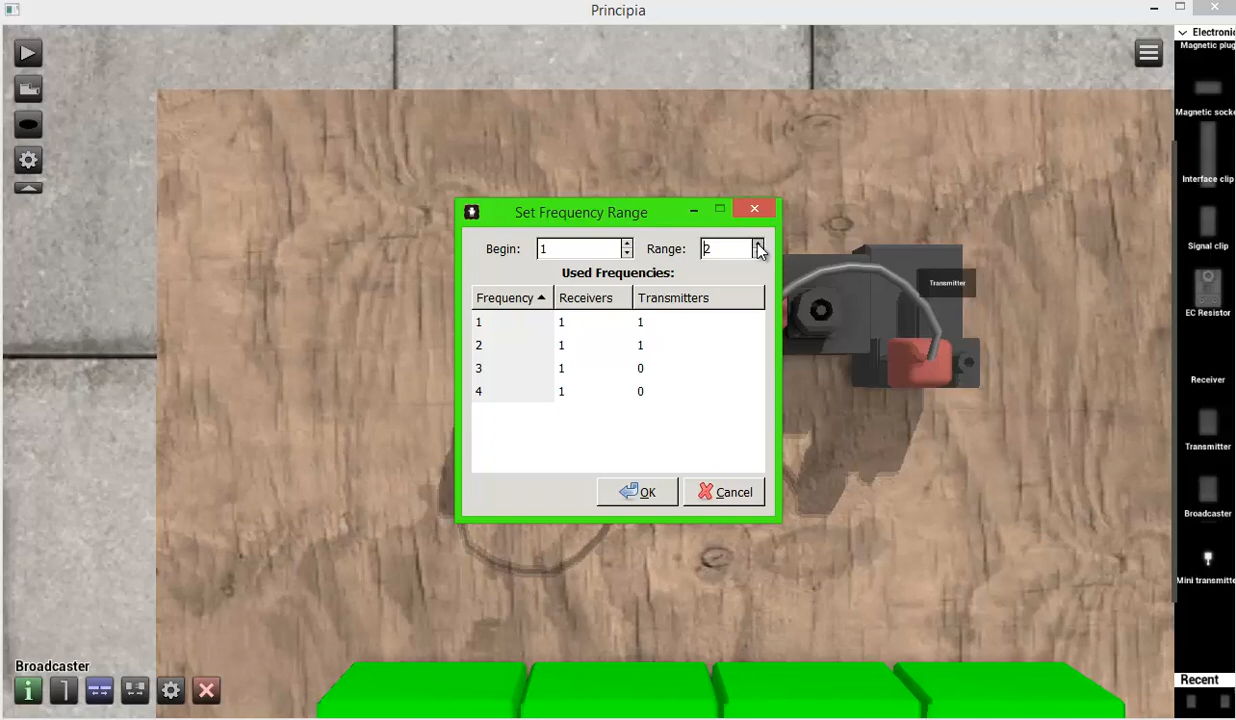 Principia
Electronic
Magnetic plug
Magnetic socke
Interface clip
Signal clip
EC Resistor
Receiver
Transmitter
Broadcaster
Mini transmitte
Recent
Set Frequency Range
Begin: 1 Range: 2
Used Frequencies:
Frequency Receivers Transmitters
1 1 1
2 1 1
3 1 0
4 1 0
OK Cancel
Transmitter
Broadcaster